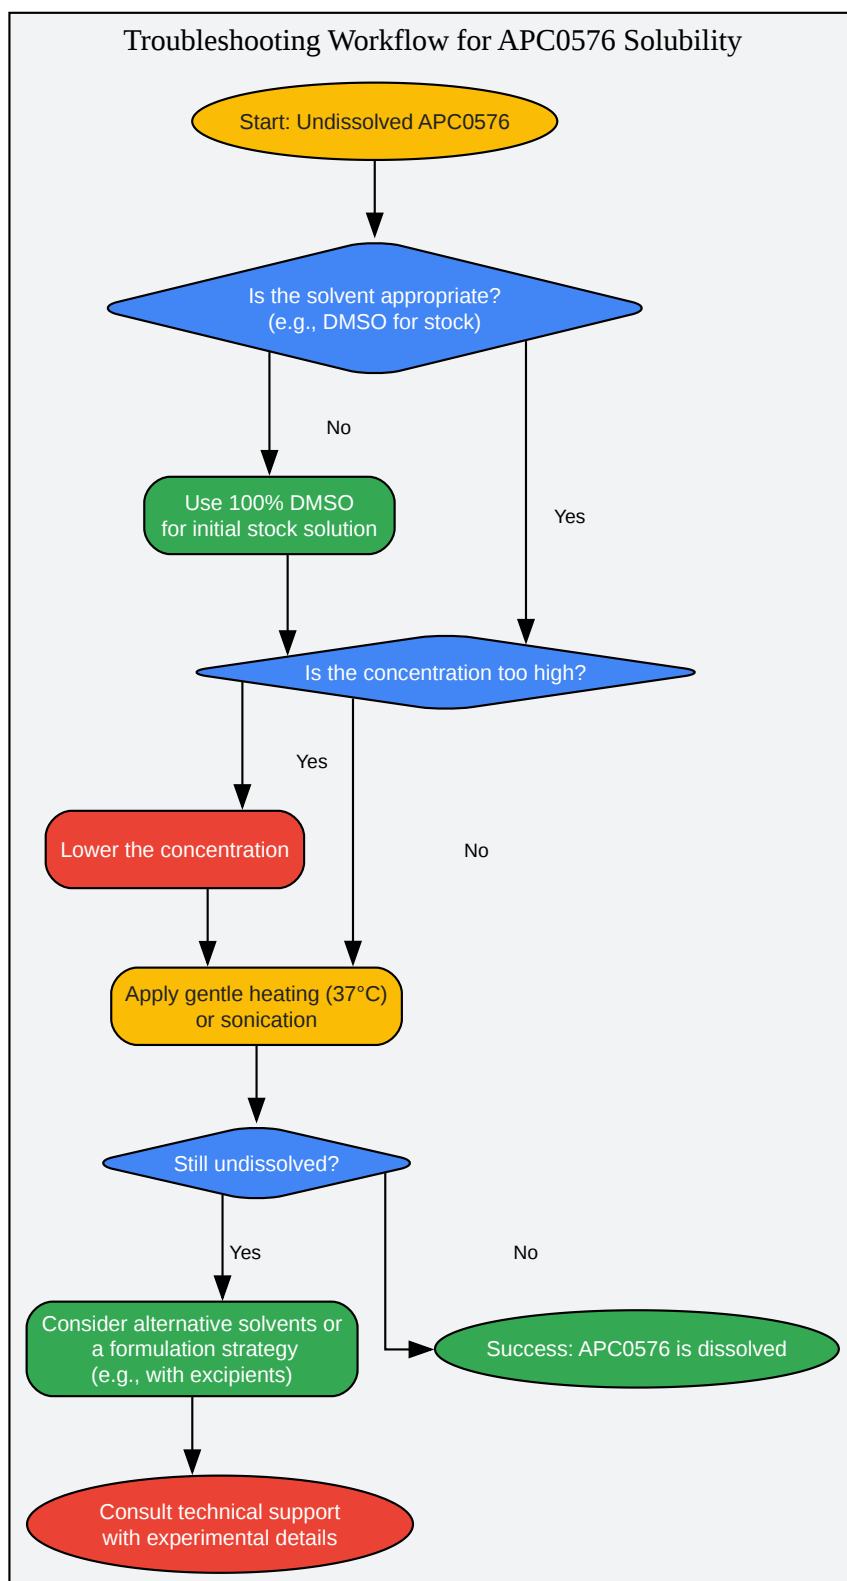 Troubleshooting Workflow for APC0576 Solubility
Start: Undissolved APC0576
Is the solvent appropriate?
(e.g., DMSO for stock)
No
Use 100% DMSO
for initial stock solution
Yes
Is the concentration too high?
Yes
Lower the concentration
No
Apply gentle heating (37°C)
or sonication
Still undissolved?
Yes
No
Consider alternative solvents or
a formulation strategy
(e.g., with excipients)
Success: APC0576 is dissolved
Consult technical support
with experimental details